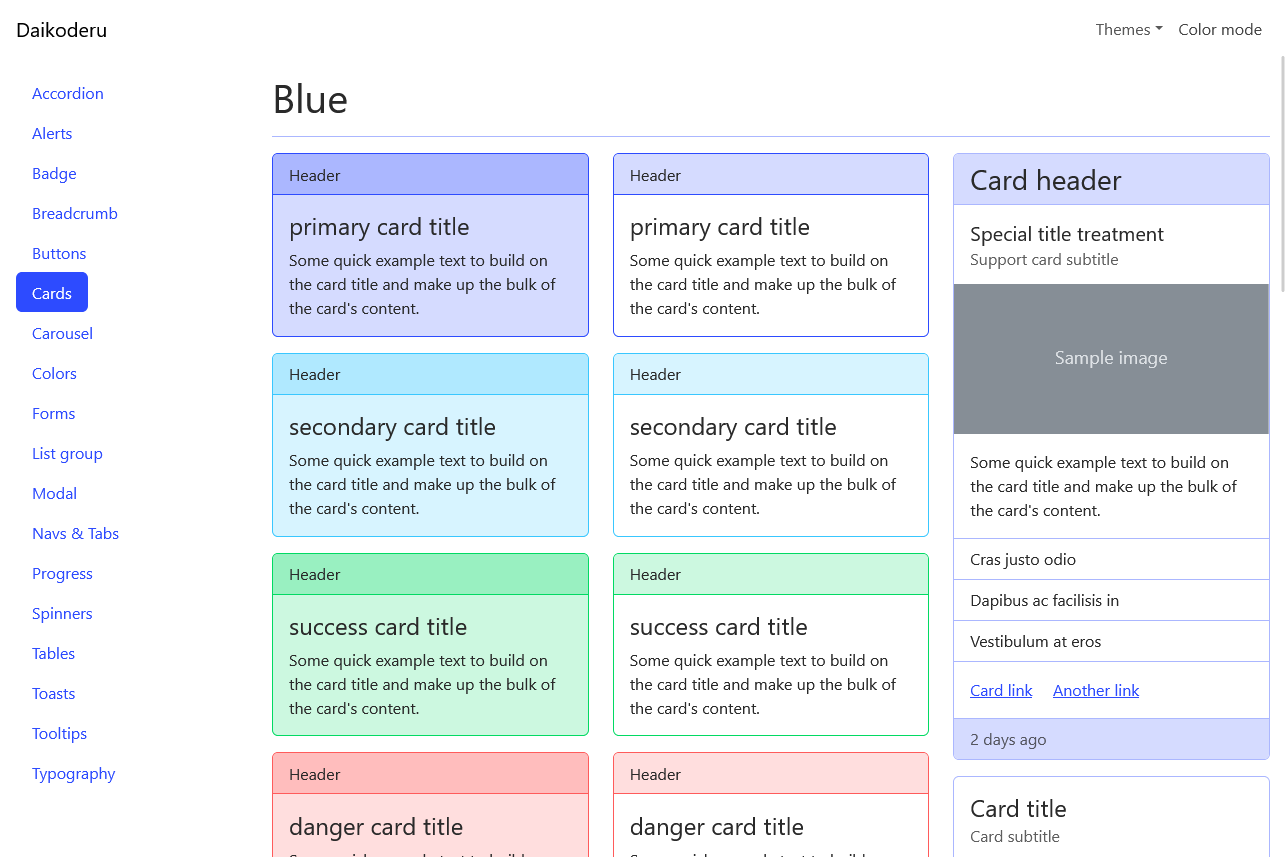 Daikoderu
Themes
Color mode
Accordion
Alerts
Badge
Breadcrumb
Buttons
Cards
Carousel
Colors
Forms
List group
Modal
Navs & Tabs
Progress
Spinners
Tables
Toasts
Tooltips
Typography
Blue
Header
primary card title
Some quick example text to build on
the card title and make up the bulk of
the card's content.
Header
secondary card title
Some quick example text to build on
the card title and make up the bulk of
the card's content.
Header
success card title
Some quick example text to build on
the card title and make up the bulk of
the card's content.
Header
danger card title
Header
primary card title
Some quick example text to build on
the card title and make up the bulk of
the card's content.
Header
secondary card title
Some quick example text to build on
the card title and make up the bulk of
the card's content.
Header
success card title
Some quick example text to build on
the card title and make up the bulk of
the card's content.
Header
danger card title
Card header
Special title treatment
Support card subtitle
Sample image
Some quick example text to build on
the card title and make up the bulk of
the card's content.
Cras justo odio
Dapibus ac facilisis in
Vestibulum at eros
Card link
Another link
2 days ago
Card title
Card subtitle